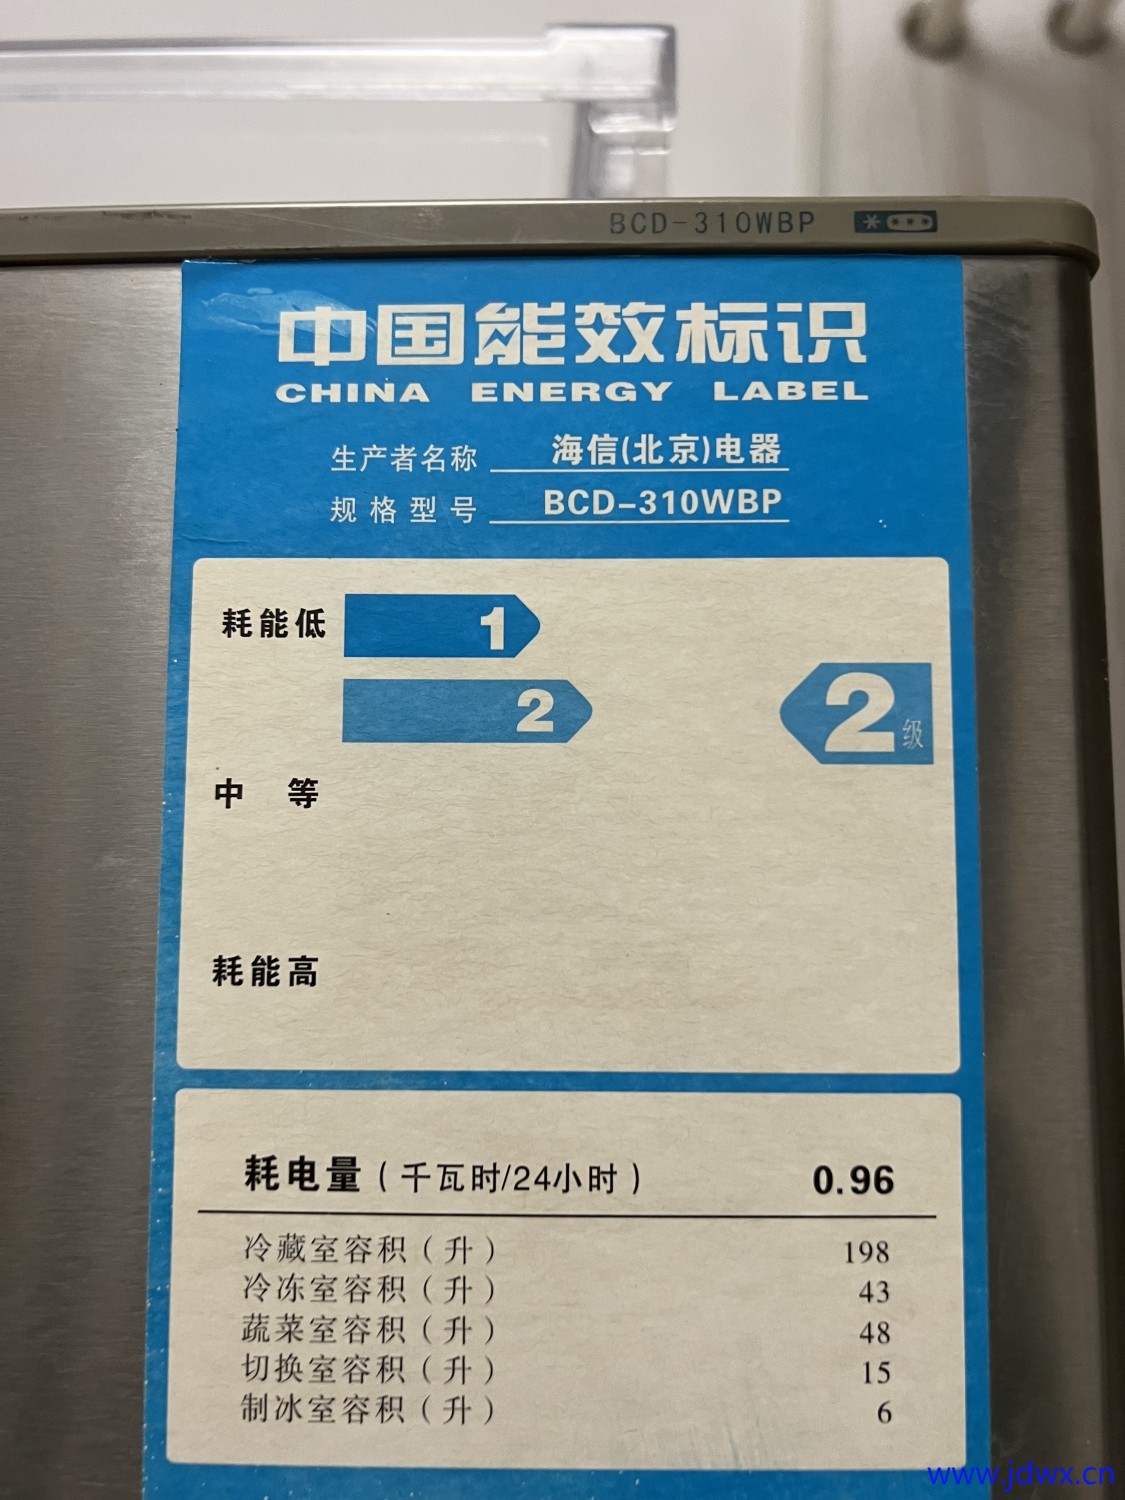 BCD-310WBP
中国能效标识
CHINA ENERGY LABEL
生产者名称 海信(北京)电器
规格型号 BCD-310WBP
耗能低 1
2
2级
中 等
耗能高
耗电量(千瓦时/24小时) 0.96
冷藏室容积(升) 198
冷冻室容积(升) 43
蔬菜室容积(升) 48
切换室容积(升) 15
制冰室容积(升) 6
www.jdwx.cn